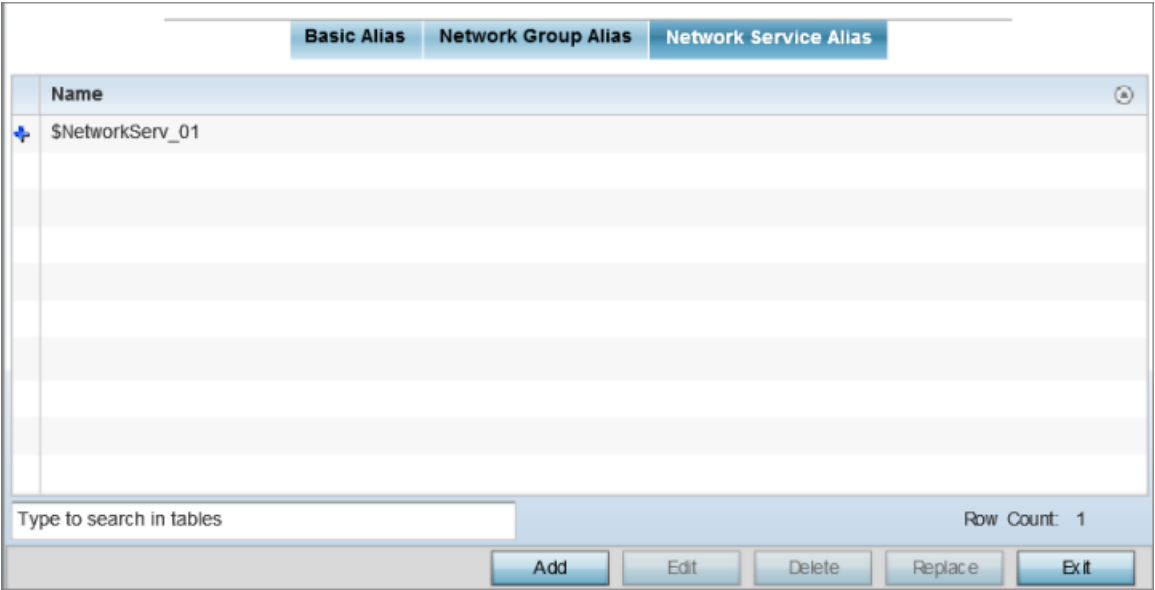 Basic Alias Network Group Alias Network Service Alias
Name
$NetworkServ_01
Type to search in tables Row Count: 1
Add Edit Delete Replace Exit